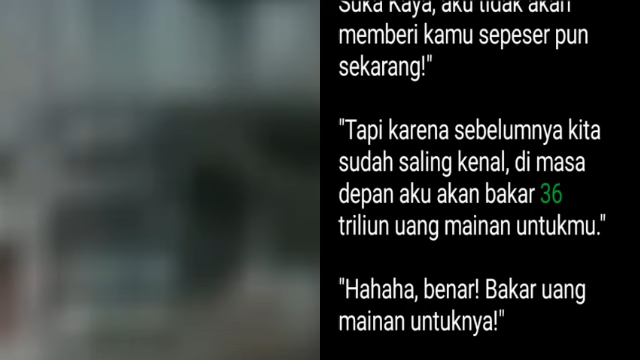 Suka Kaya, aku tidak akan
memberi kamu sepeser pun
sekarang!"
"Tapi karena sebelumnya kita
sudah saling kenal, di masa
depan aku akan bakar 36
triliun uang mainan untukmu."
"Hahaha, benar! Bakar uang
mainan untuknya!"